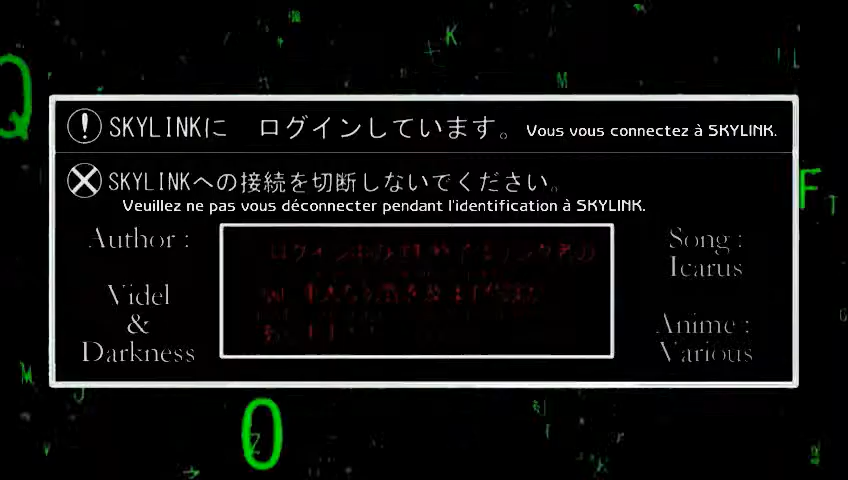 SKYLINKに ログインしています。 Vous vous connectez à SKYLINK.
SKYLINKへの接続を切断しないでください。
Veuillez ne pas vous déconnecter pendant l'identification à SKYLINK.
Author :
Videl
&
Darkness
Song :
Icarus
Anime :
Various